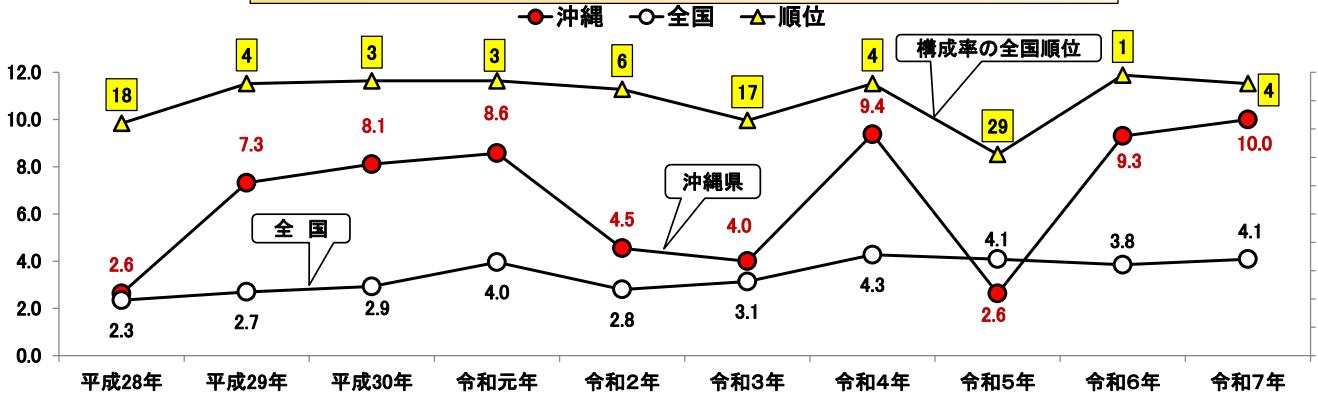 沖縄 全国 順位
構成率の全国順位
18 4 3 3 6 17 4 29 1 4
12.0
10.0
8.0
6.0
4.0
2.0
0.0
2.6 7.3 8.1 8.6 4.5 4.0 9.4 2.6 9.3 10.0
沖縄県
全 国
2.3 2.7 2.9 4.0 2.8 3.1 4.3 4.1 3.8 4.1
平成28年 平成29年 平成30年 令和元年 令和2年 令和3年 令和4年 令和5年 令和6年 令和7年